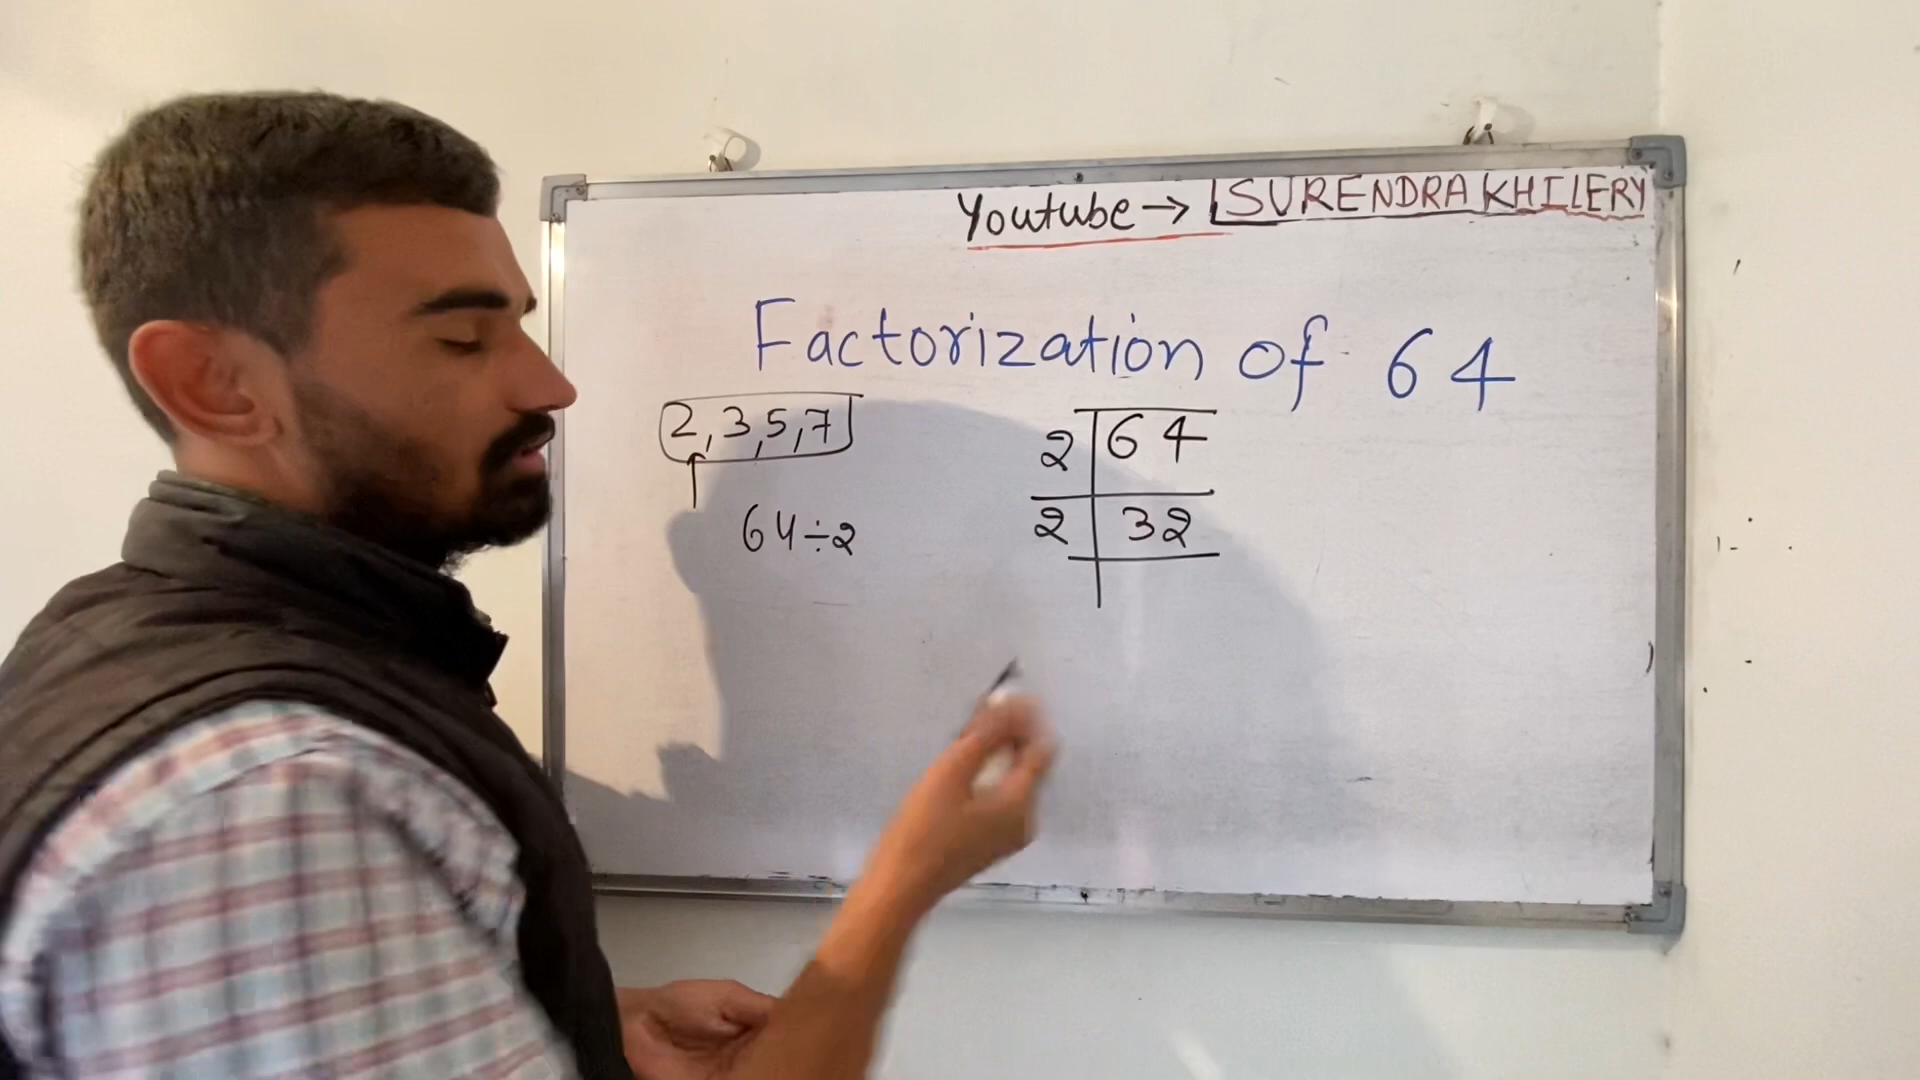 Youtube → SURENDRA KHILERY
Factorization of 64
2,3,5,7
64÷2
2 64
2 32